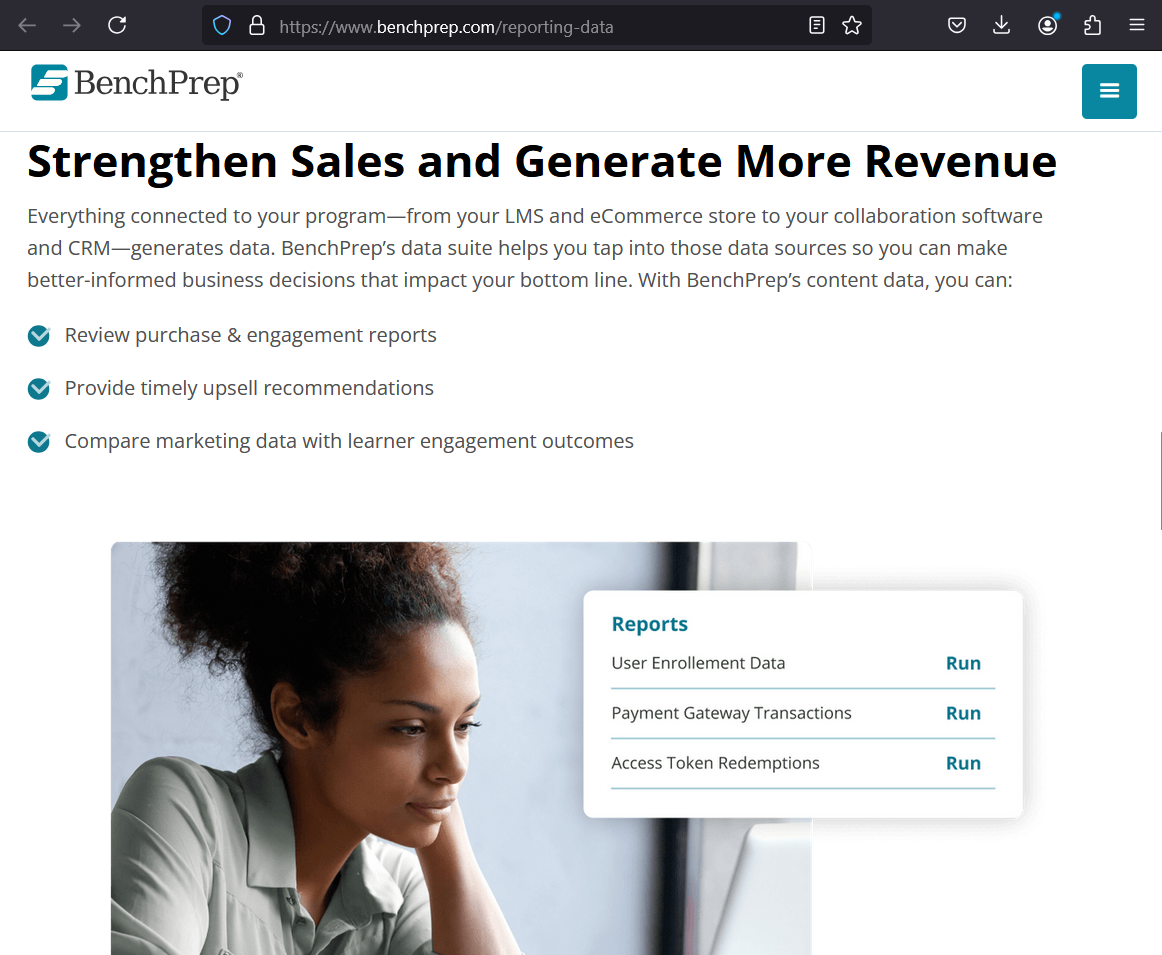 https://www.benchprep.com/reporting-data
BenchPrep®
Strengthen Sales and Generate More Revenue
Everything connected to your program—from your LMS and eCommerce store to your collaboration software
and CRM—generates data. BenchPrep’s data suite helps you tap into those data sources so you can make
better-informed business decisions that impact your bottom line. With BenchPrep’s content data, you can:
Review purchase & engagement reports
Provide timely upsell recommendations
Compare marketing data with learner engagement outcomes
Reports
User Enrollement Data Run
Payment Gateway Transactions Run
Access Token Redemptions Run